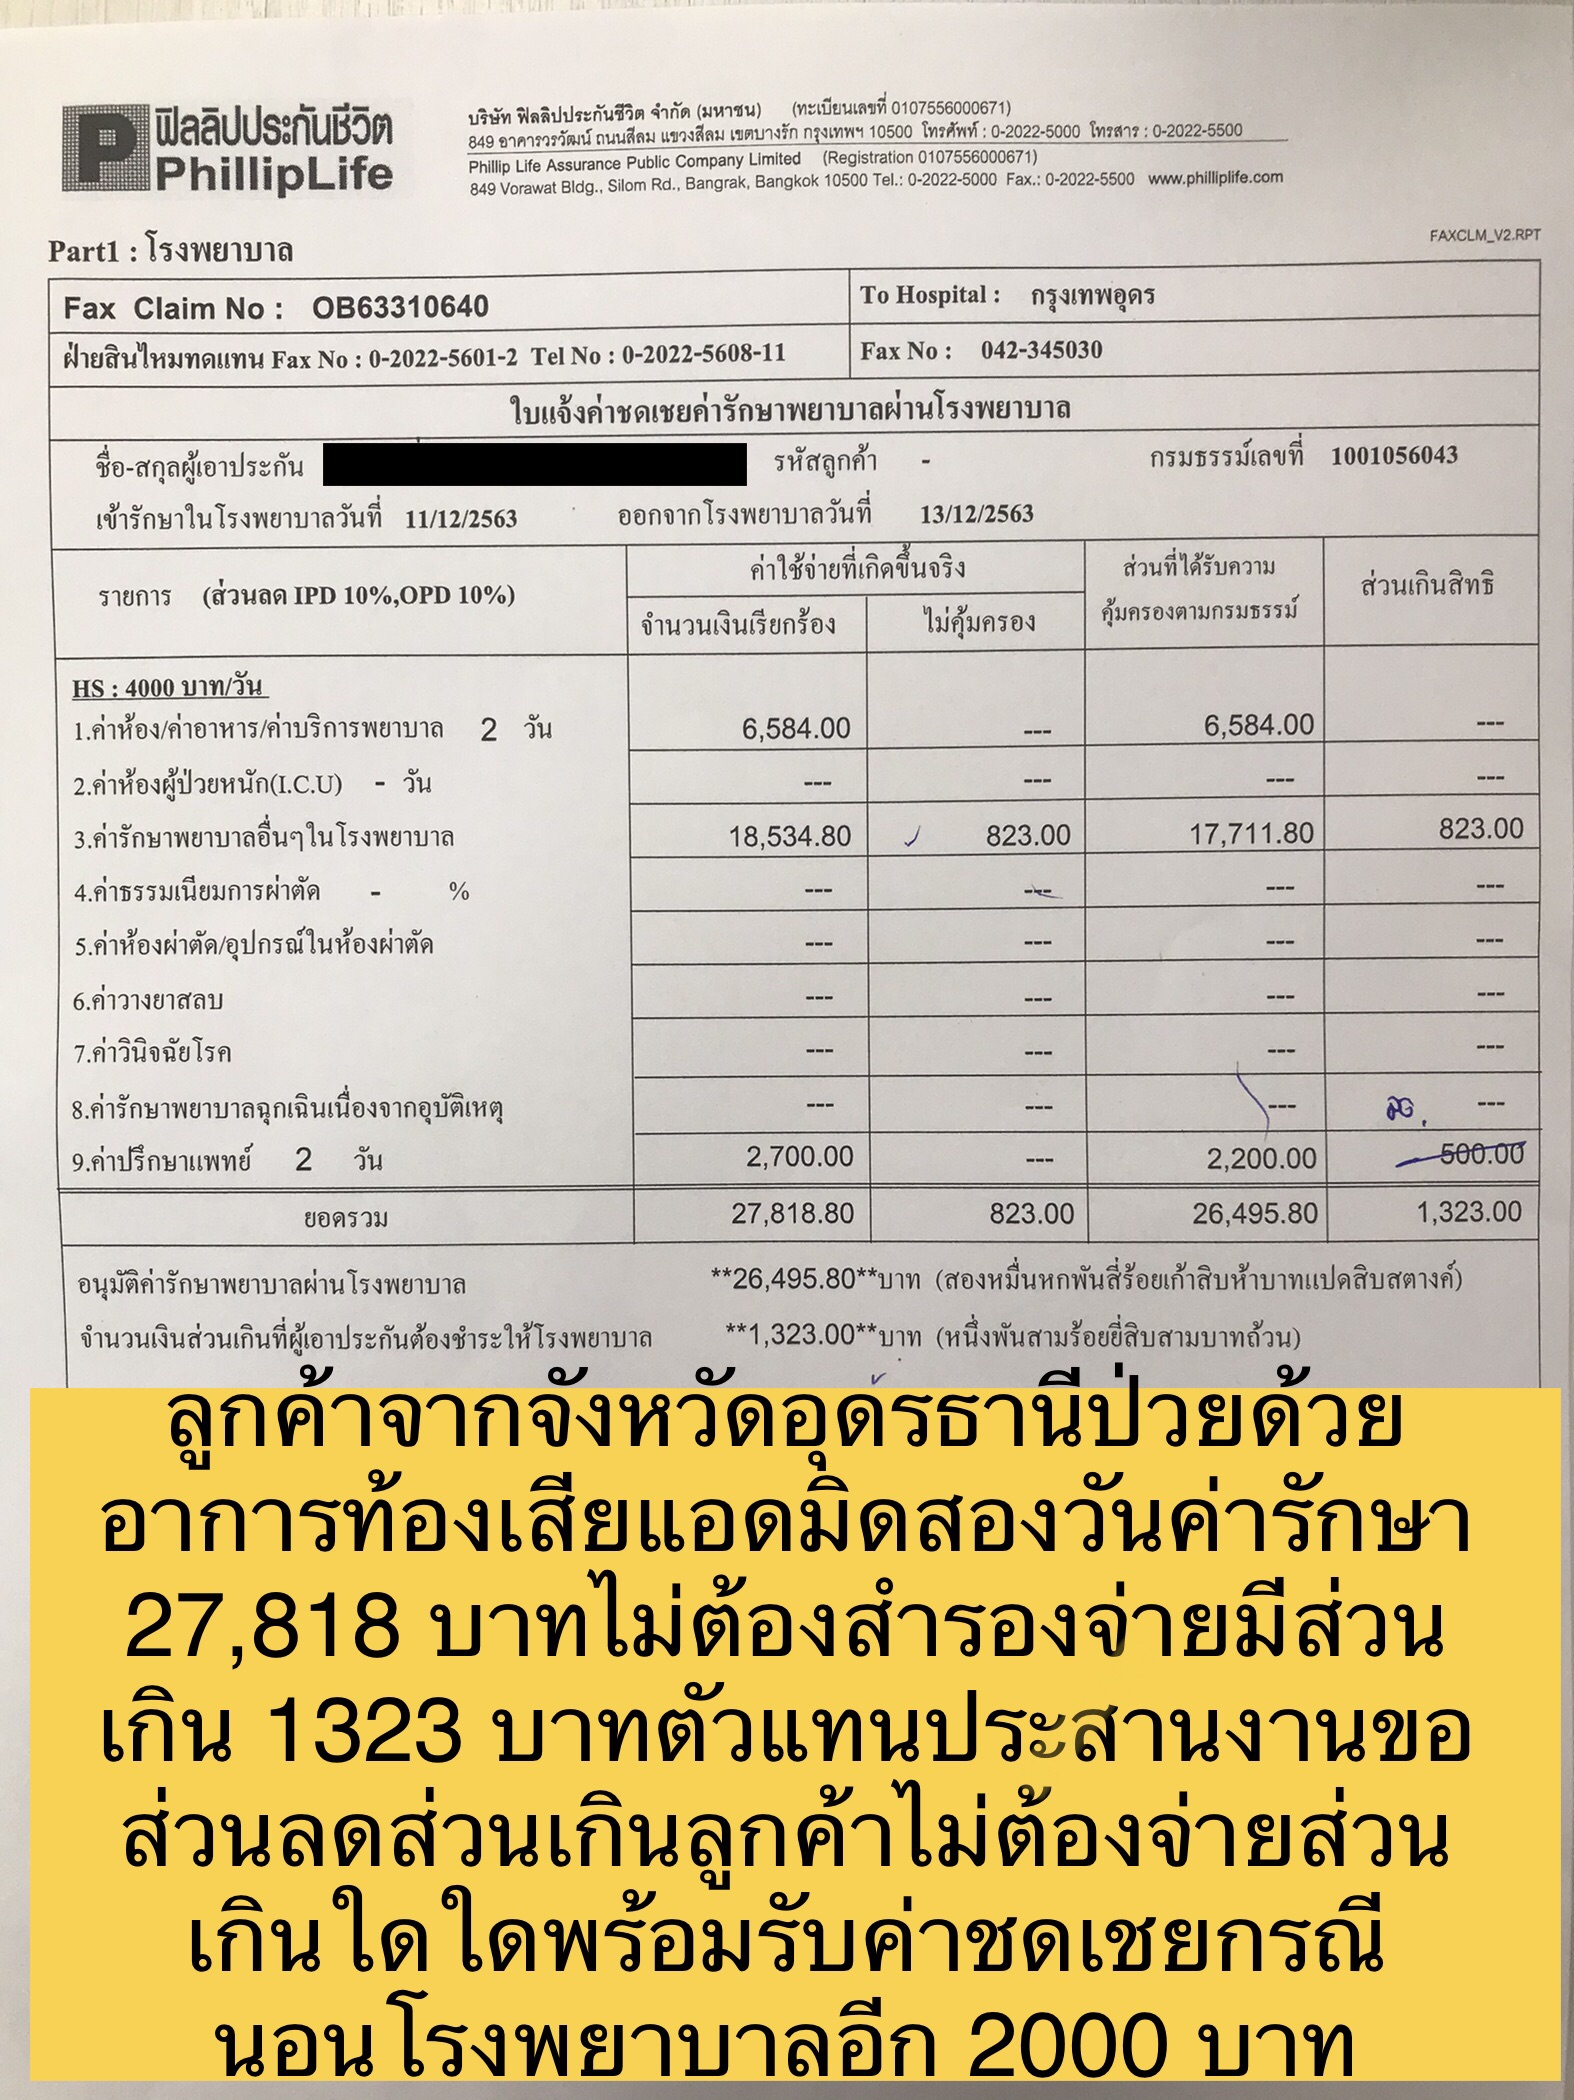 ฟิลลิปประกันชีวิต
PhillipLife
บริษัท ฟิลลิปประกันชีวิต จำกัด (มหาชน) (ทะเบียนเลขที่ 0107556000671)
849 อาคารวรวัฒน์ ถนนสีลม แขวงสีลม เขตบางรัก กรุงเทพฯ 10500 โทรศัพท์ : 0-2022-5000 โทรสาร : 0-2022-5500
Phillip Life Assurance Public Company Limited (Registration 0107556000671)
849 Vorawat Bldg., Silom Rd., Bangrak, Bangkok 10500 Tel.: 0-2022-5000 Fax.: 0-2022-5500 www.philliplife.com
Part1 : โรงพยาบาล
FAXCLM_V2.RPT
Fax Claim No : OB63310640
To Hospital : กรุงเทพอุดร
ฝ่ายสินไหมทดแทน Fax No : 0-2022-5601-2 Tel No : 0-2022-5608-11
Fax No : 042-345030
ใบแจ้งค่าชดเชยค่ารักษาพยาบาลผ่านโรงพยาบาล
ชื่อ-สกุลผู้เอาประกัน รหัสลูกค้า - กรมธรรม์เลขที่ 1001056043
เข้ารักษาในโรงพยาบาลวันที่ 11/12/2563 ออกจากโรงพยาบาลวันที่ 13/12/2563
รายการ (ส่วนลด IPD 10%,OPD 10%)
ค่าใช้จ่ายที่เกิดขึ้นจริง
จำนวนเงินเรียกร้อง ไม่คุ้มครอง
ส่วนที่ได้รับความ
คุ้มครองตามกรมธรรม์
ส่วนเกินสิทธิ
HS : 4000 บาท/วัน
1.ค่าห้อง/ค่าอาหาร/ค่าบริการพยาบาล 2 วัน 6,584.00 --- 6,584.00 ---
2.ค่าห้องผู้ป่วยหนัก(I.C.U) - วัน --- --- --- ---
3.ค่ารักษาพยาบาลอื่นๆในโรงพยาบาล 18,534.80 823.00 17,711.80 823.00
4.ค่าธรรมเนียมการผ่าตัด - % --- --- --- ---
5.ค่าห้องผ่าตัด/อุปกรณ์ในห้องผ่าตัด --- --- --- ---
6.ค่าวางยาสลบ --- --- --- ---
7.ค่าวินิจฉัยโรค --- --- --- ---
8.ค่ารักษาพยาบาลฉุกเฉินเนื่องจากอุบัติเหตุ --- --- --- ---
9.ค่าปรึกษาแพทย์ 2 วัน 2,700.00 --- 2,200.00 500.00
ยอดรวม 27,818.80 823.00 26,495.80 1,323.00
อนุมัติค่ารักษาพยาบาลผ่านโรงพยาบาล **26,495.80**บาท (สองหมื่นหกพันสี่ร้อยเก้าสิบห้าบาทแปดสิบสตางค์)
จำนวนเงินส่วนเกินที่ผู้เอาประกันต้องชำระให้โรงพยาบาล **1,323.00**บาท (หนึ่งพันสามร้อยยี่สิบสามบาทถ้วน)
ลูกค้าจากจังหวัดอุดรธานีป่วยด้วย
อาการท้องเสียแอดมิดสองวันค่ารักษา
27,818 บาทไม่ต้องสำรองจ่ายมีส่วน
เกิน 1323 บาทตัวแทนประสานงานขอ
ส่วนลดส่วนเกินลูกค้าไม่ต้องจ่ายส่วน
เกินใดใดพร้อมรับค่าชดเชยกรณี
นอนโรงพยาบาลอีก 2000 บาท